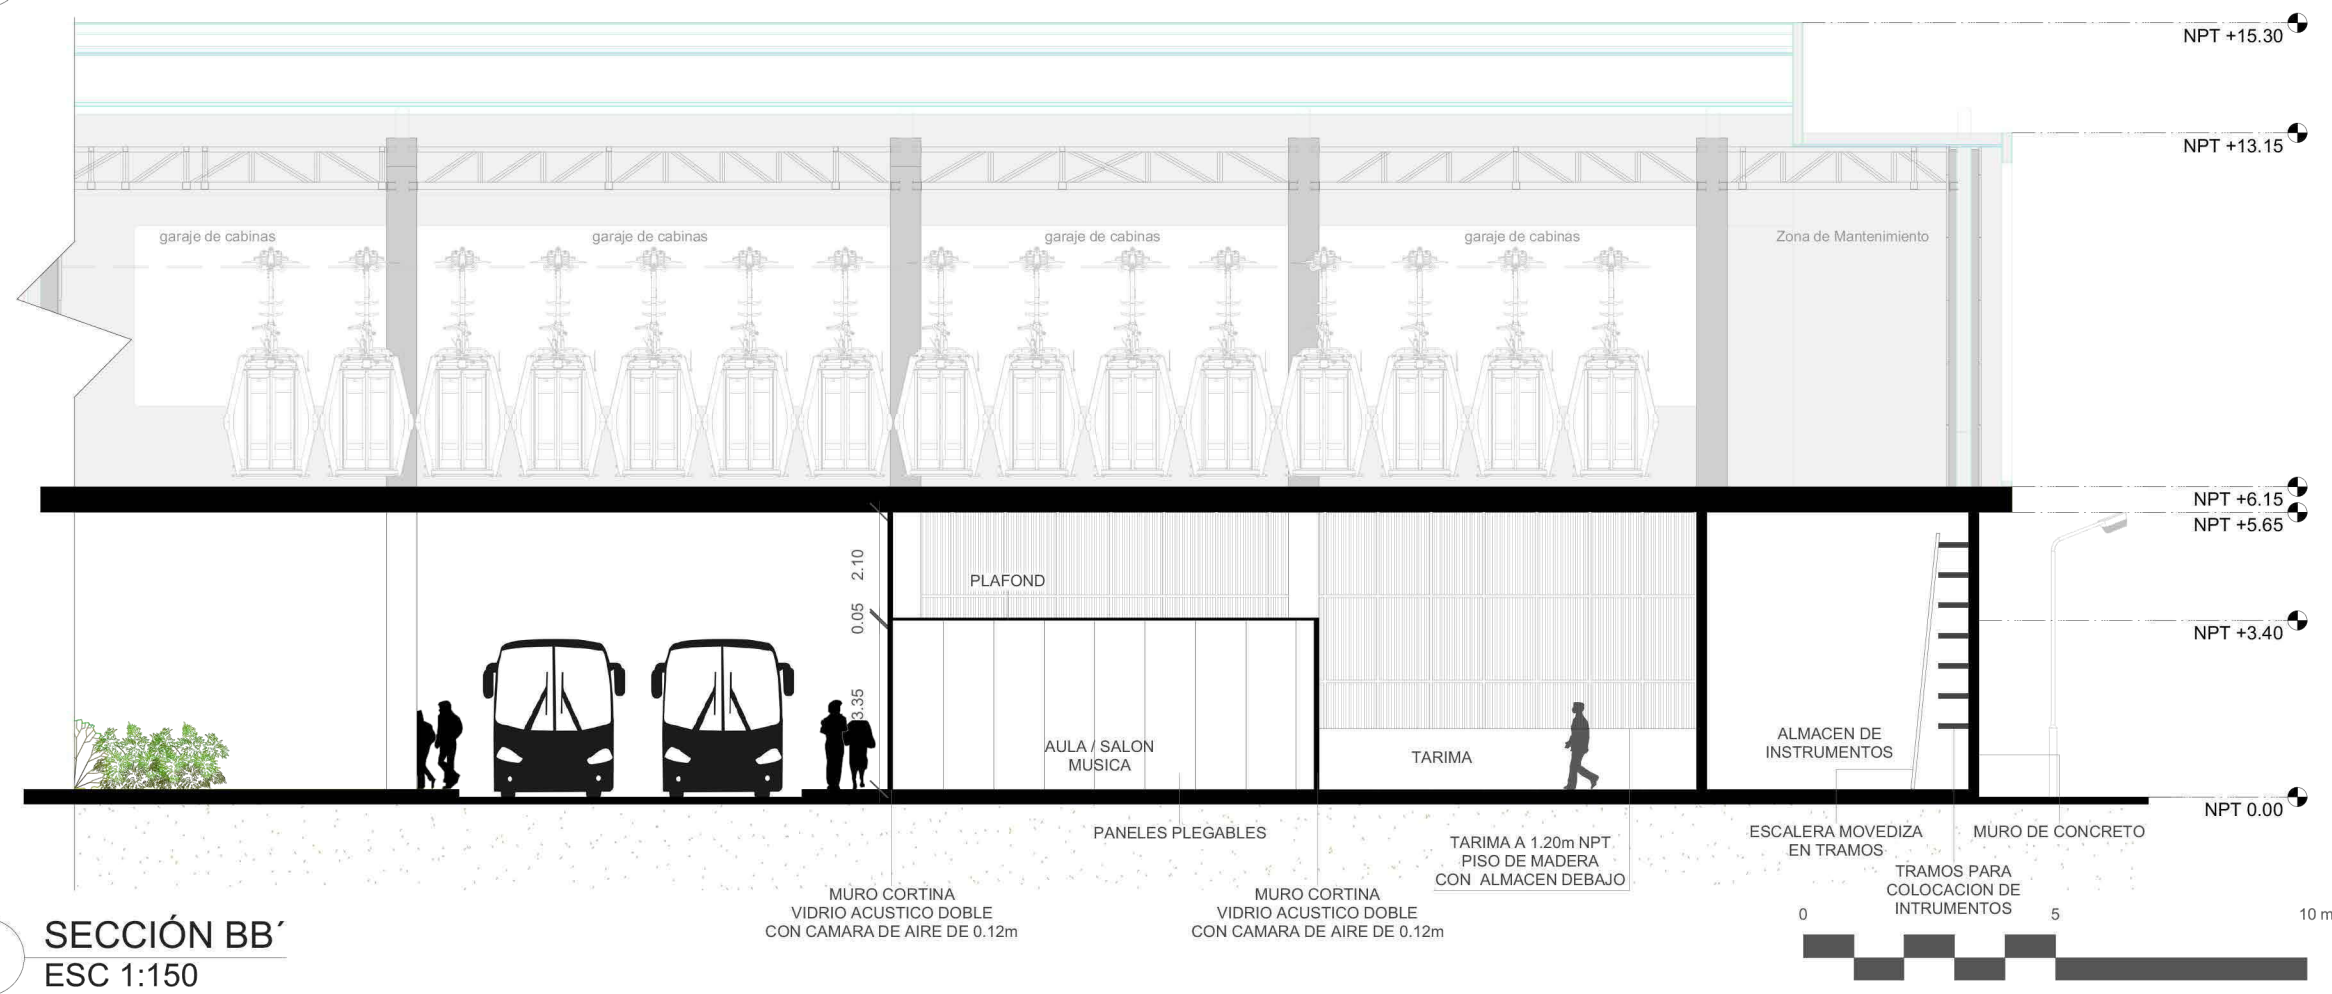 NPT +15.30
NPT +13.15
garaje de cabinas
garaje de cabinas
garaje de cabinas
garaje de cabinas
Zona de Mantenimiento
NPT +6.15
NPT +5.65
2.10
PLAFOND
0.05
NPT +3.40
3.35
AULA / SALON
MUSICA
TARIMA
ALMACEN DE
INSTRUMENTOS
NPT 0.00
PANELES PLEGABLES
TARIMA A 1.20m NPT
PISO DE MADERA
CON ALMACEN DEBAJO
ESCALERA MOVEDIZA
EN TRAMOS
MURO DE CONCRETO
TRAMOS PARA
COLOCACION DE
INTRUMENTOS
MURO CORTINA
VIDRIO ACUSTICO DOBLE
CON CAMARA DE AIRE DE 0.12m
MURO CORTINA
VIDRIO ACUSTICO DOBLE
CON CAMARA DE AIRE DE 0.12m
0 5 10 m
SECCIÓN BB´
ESC 1:150